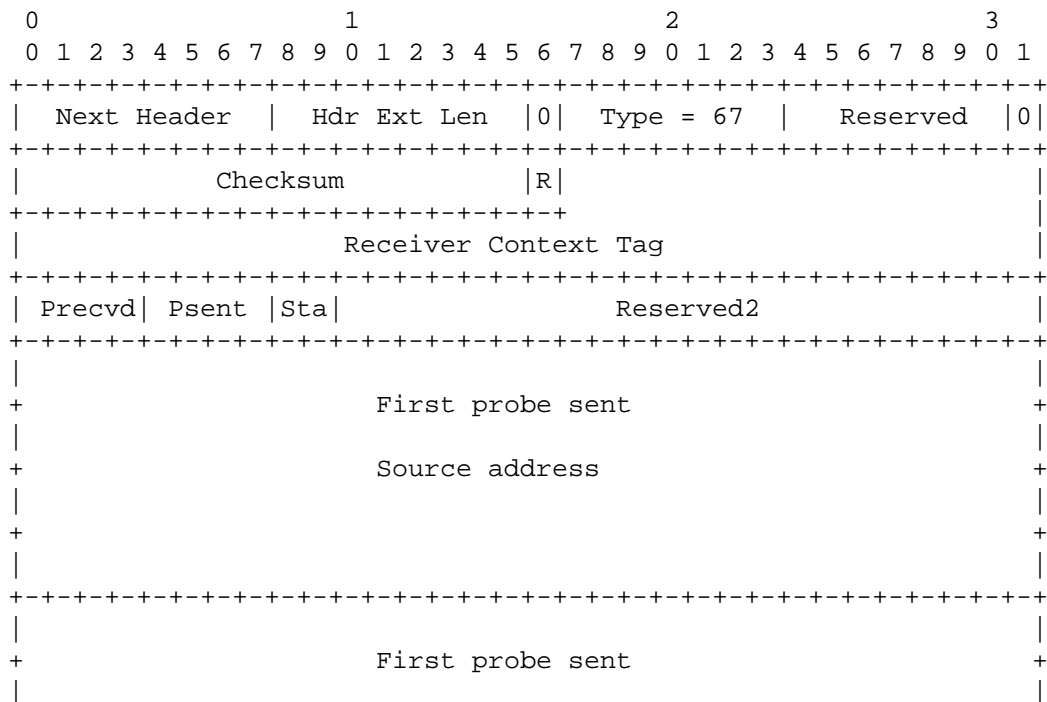 0                   1                   2                   3
 0 1 2 3 4 5 6 7 8 9 0 1 2 3 4 5 6 7 8 9 0 1 2 3 4 5 6 7 8 9 0 1
+-+-+-+-+-+-+-+-+-+-+-+-+-+-+-+-+-+-+-+-+-+-+-+-+-+-+-+-+-+-+-+-+
|  Next Header  |  Hdr Ext Len  |0|  Type = 67  |   Reserved  |0|
+-+-+-+-+-+-+-+-+-+-+-+-+-+-+-+-+-+-+-+-+-+-+-+-+-+-+-+-+-+-+-+-+
|            Checksum           |R|                             |
+-+-+-+-+-+-+-+-+-+-+-+-+-+-+-+-+-+                             |
|                    Receiver Context Tag                       |
+-+-+-+-+-+-+-+-+-+-+-+-+-+-+-+-+-+-+-+-+-+-+-+-+-+-+-+-+-+-+-+-+
| Precvd| Psent |Sta|                 Reserved2                 |
+-+-+-+-+-+-+-+-+-+-+-+-+-+-+-+-+-+-+-+-+-+-+-+-+-+-+-+-+-+-+-+-+
|                                                               |
+                      First probe sent                         +
|                                                               |
+                      Source address                           +
|                                                               |
+                                                               +
|                                                               |
+-+-+-+-+-+-+-+-+-+-+-+-+-+-+-+-+-+-+-+-+-+-+-+-+-+-+-+-+-+-+-+-+
|                                                               |
+                      First probe sent                         +
|                                                               |